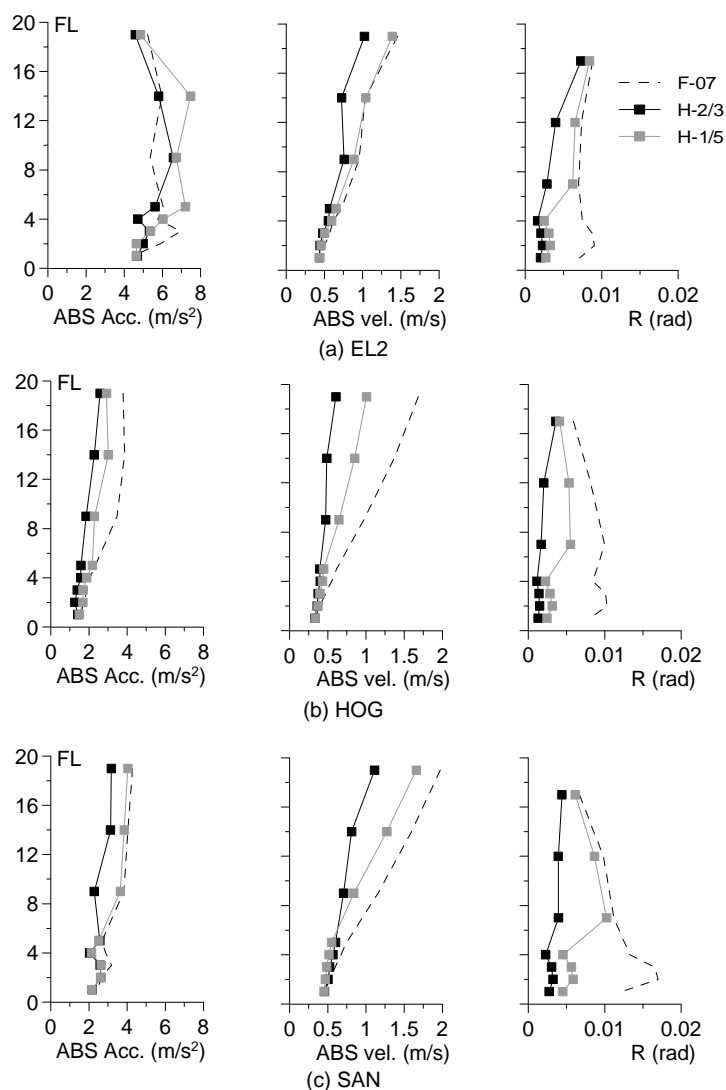 20 FL
16
12
8
4
0
0 2 4 6 8
ABS Acc. (m/s²)
0 0.5 1 1.5 2
ABS vel. (m/s)
0 0.01 0.02
R (rad)
F-07
H-2/3
H-1/5
(a) EL2
20 FL
16
12
8
4
0
0 2 4 6 8
ABS Acc. (m/s²)
0 0.5 1 1.5 2
ABS vel. (m/s)
0 0.01 0.02
R (rad)
(b) HOG
20 FL
16
12
8
4
0
0 2 4 6 8
ABS Acc. (m/s²)
0 0.5 1 1.5 2
ABS vel. (m/s)
0 0.01 0.02
R (rad)
(c) SAN